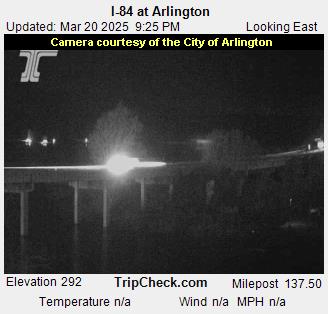 I-84 at Arlington
Updated: Mar 20 2025 9:25 PM Looking East
Camera courtesy of the City of Arlington
Elevation 292 TripCheck.com Milepost 137.50
Temperature n/a Wind n/a MPH n/a